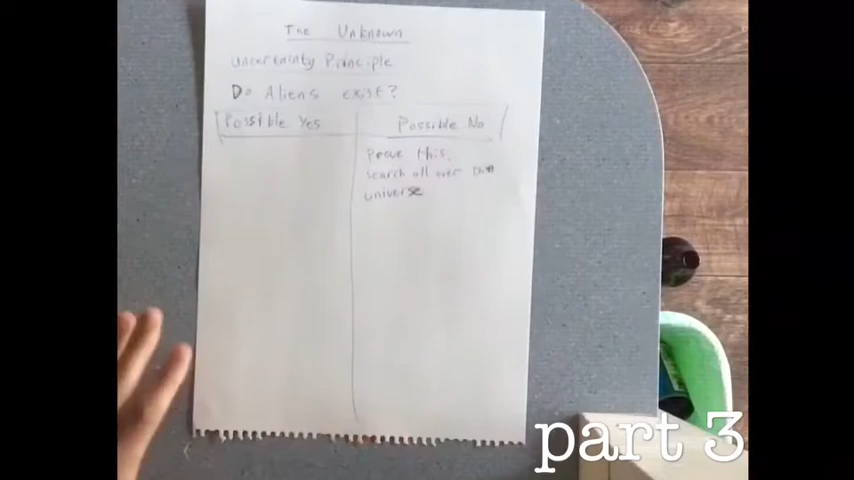 The Unknown
Uncertainty Principle
Do Aliens exist?
Possible Yes
Possible No
Prove this.
search all over the
universe
part 3